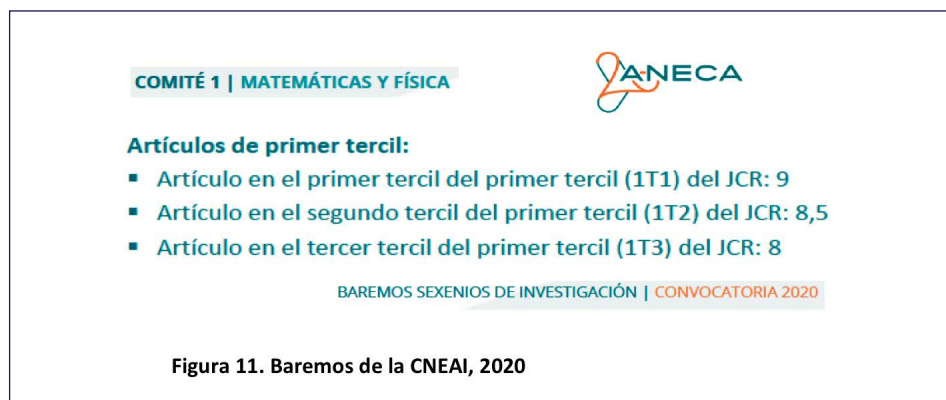 COMITÉ 1 | MATEMÁTICAS Y FÍSICA
ANECA
Artículos de primer tercil:
▪ Artículo en el primer tercil del primer tercil (1T1) del JCR: 9
▪ Artículo en el segundo tercil del primer tercil (1T2) del JCR: 8,5
▪ Artículo en el tercer tercil del primer tercil (1T3) del JCR: 8
BAREMOS SEXENIOS DE INVESTIGACIÓN | CONVOCATORIA 2020
Figura 11. Baremos de la CNEAI, 2020